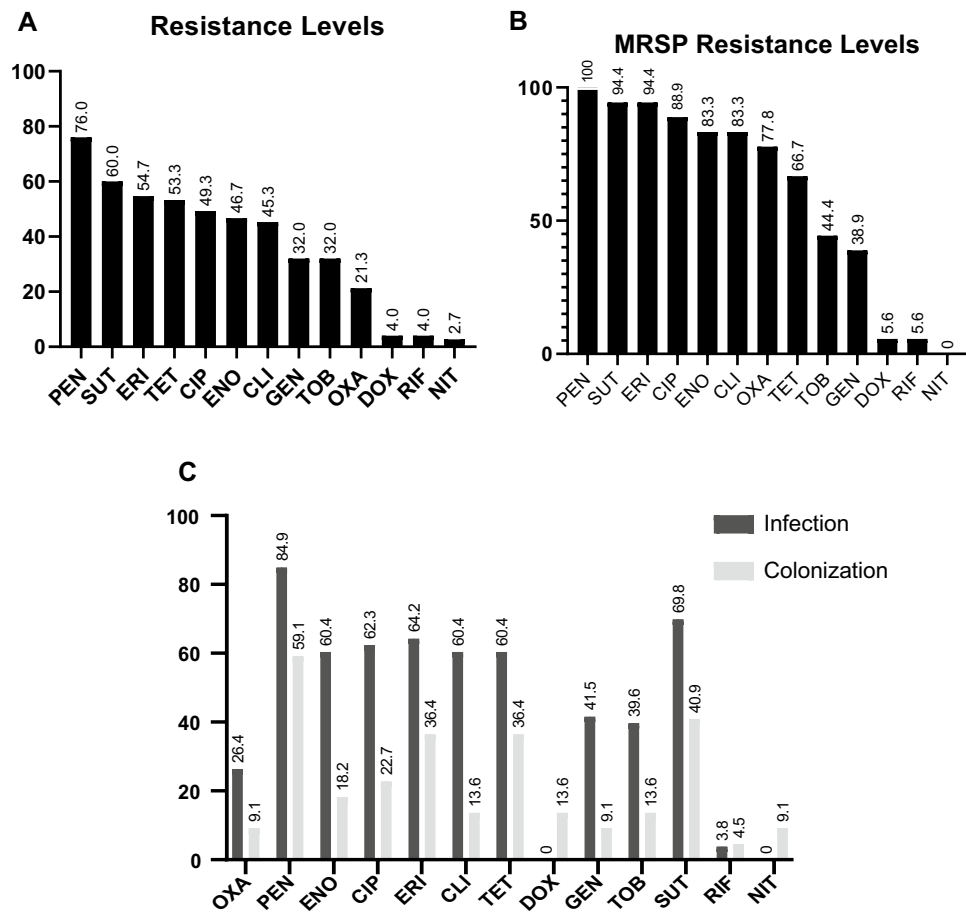 A
Resistance Levels
100
80
60
40
20
0
76.0
60.0
54.7
53.3
49.3
46.7
45.3
32.0
32.0
21.3
4.0
4.0
2.7
PEN
SUT
ERI
TET
CIP
ENO
CLI
GEN
TOB
OXA
DOX
RIF
NIT
B
MRSP Resistance Levels
100
50
0
100
94.4
94.4
88.9
83.3
83.3
77.8
66.7
44.4
38.9
5.6
5.6
0
PEN
SUT
ERI
CIP
ENO
CLI
OXA
TET
TOB
GEN
DOX
RIF
NIT
C
Infection
Colonization
100
80
60
40
20
0
26.4
9.1
84.9
59.1
60.4
18.2
62.3
22.7
64.2
36.4
60.4
13.6
60.4
36.4
0
13.6
41.5
9.1
39.6
13.6
69.8
40.9
3.8
4.5
0
9.1
OXA
PEN
ENO
CIP
ERI
CLI
TET
DOX
GEN
TOB
SUT
RIF
NIT